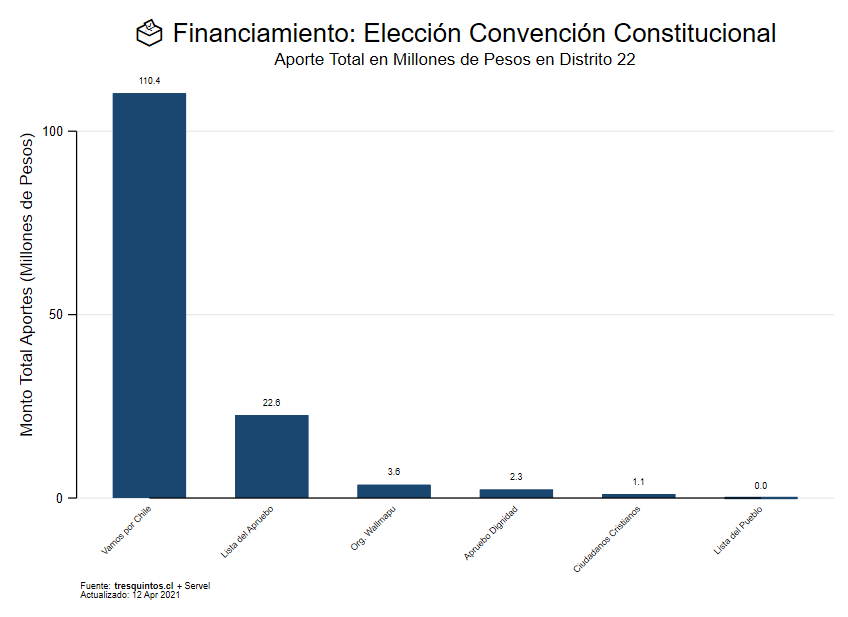 Financiamiento: Elección Convención Constitucional
Aporte Total en Millones de Pesos en Distrito 22
Monto Total Aportes (Millones de Pesos)
100
50
0
110.4
22.6
3.6
2.3
1.1
0.0
Vamos por Chile
Lista del Apruebo
Org. Wallmapu
Apruebo Dignidad
Ciudadanos Cristianos
Lista del Pueblo
Fuente: tresquintos.cl + Servel
Actualizado: 12 Apr 2021